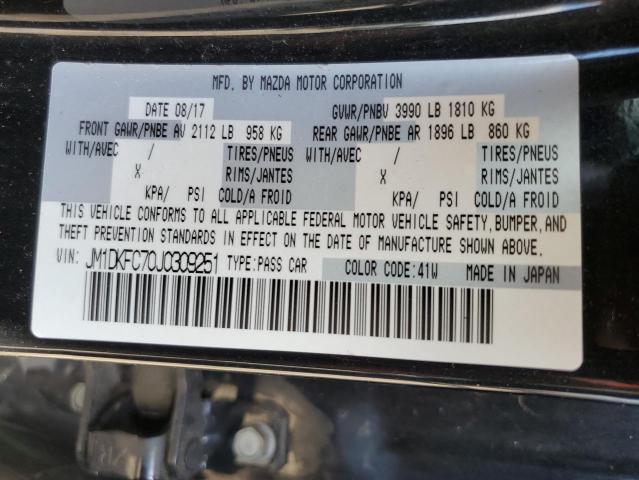 MFD. BY MAZDA MOTOR CORPORATION
DATE 08/17 GVWR/PNBV 3990 LB 1810 KG
FRONT GAWR/PNBE AV 2112 LB 958 KG REAR GAWR/PNBE AR 1896 LB 860 KG
WITH/AVEC / TIRES/PNEUS WITH/AVEC / TIRES/PNEUS
X RIMS/JANTES X RIMS/JANTES
KPA/ PSI COLD/A FROID KPA/ PSI COLD/A FROID
THIS VEHICLE CONFORMS TO ALL APPLICABLE FEDERAL MOTOR VEHICLE SAFETY, BUMPER, AND
THEFT PREVENTION STANDARDS IN EFFECT ON THE DATE OF MANUFACTURE SHOWN ABOVE.
VIN: JM1DKFC70J0309251 TYPE:PASS CAR COLOR CODE:41W MADE IN JAPAN